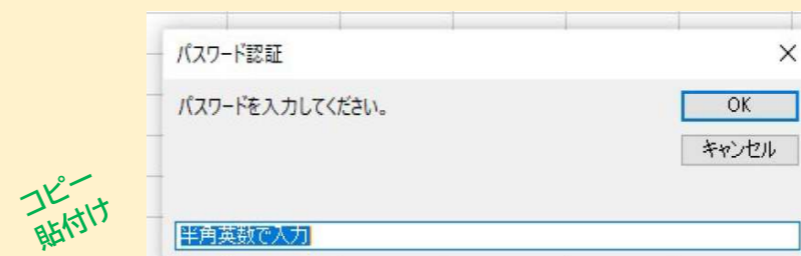 パスワード認証
パスワードを入力してください。
OK
キャンセル
コピー
貼付け
半角英数で入力